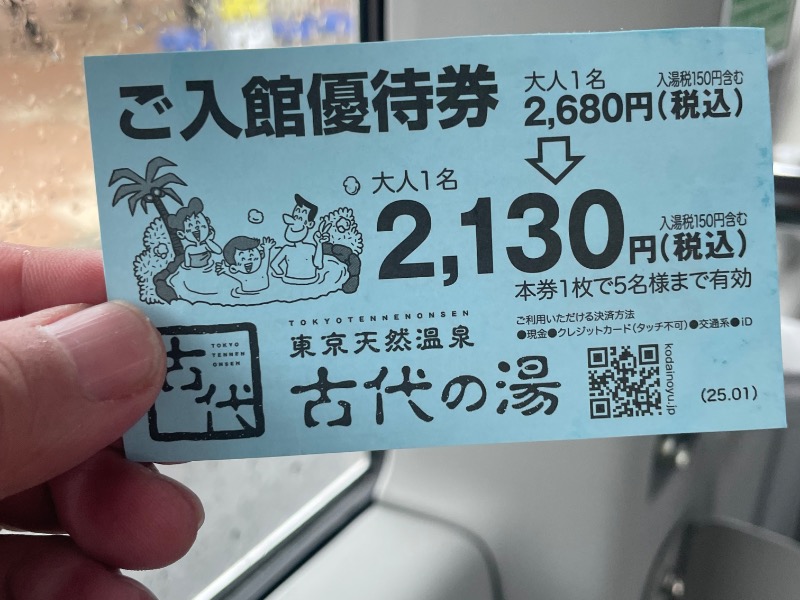 ご入館優待券
大人1名
入湯税150円含む
2,680円(税込)
大人1名
2,130円(税込)
入湯税150円含む
本券1枚で5名様まで有効
TOKYOTENNENONSEN
東京天然温泉
古代の湯
TOKYO
TENNEN
ONSEN
古代
ご利用いただける決済方法
●現金●クレジットカード(タッチ不可)●交通系●iD
kodainoyu.jp
(25.01)